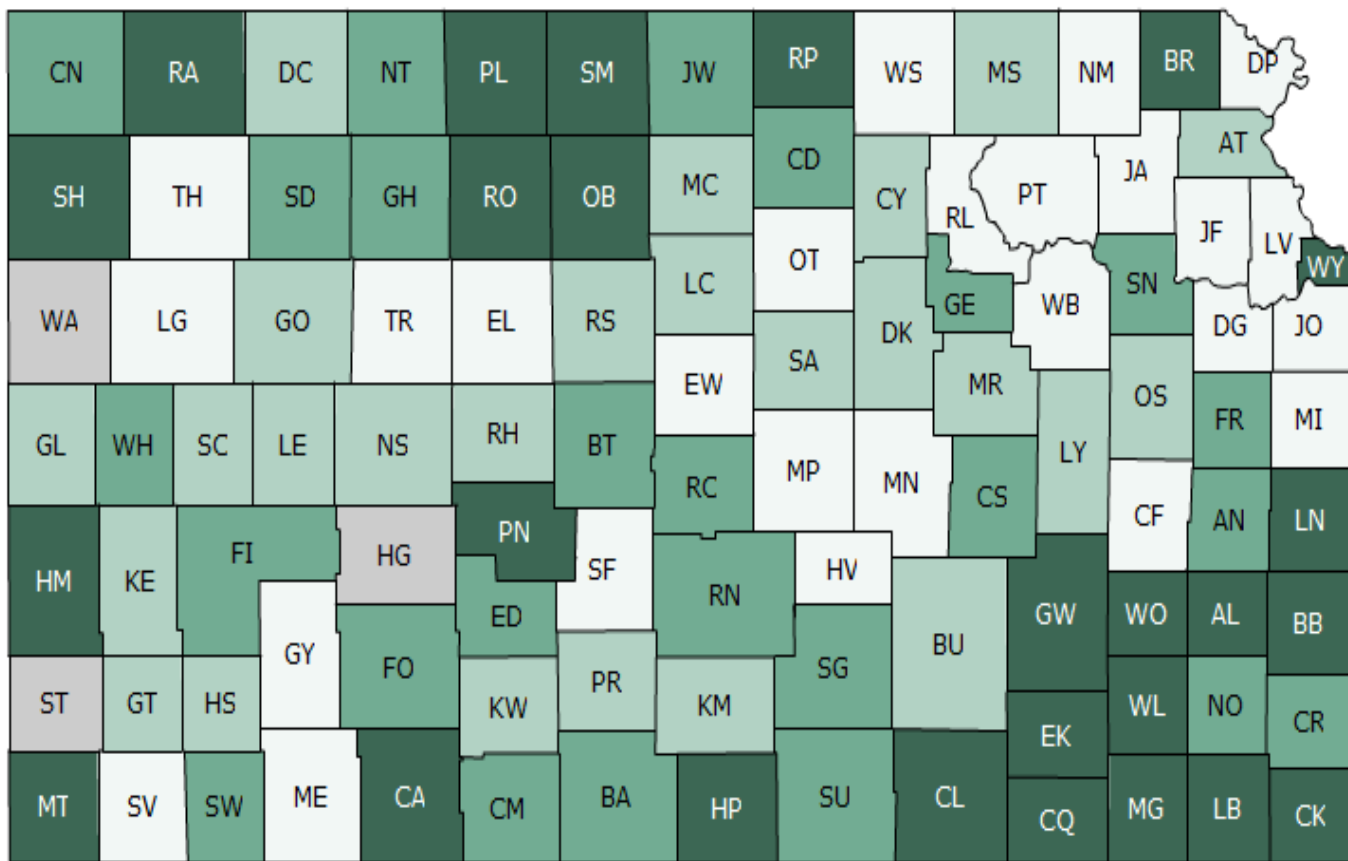 CN RA DC NT PL SM JW RP WS MS NM BR DP
SH TH SD GH RO OB MC CD CY RL PT JA AT
JF LV WY
WA LG GO TR EL RS LC OT DK GE WB SN DG JO
GL WH SC LE NS RH BT EW SA MR LY OS FR MI
RC MP MN CS CF AN LN
HM KE FI HG PN SF RN HV GW WO AL BB
ED
ST GT HS GY FO KW PR KM SG BU EK WL NO CR
MT SV SW ME CA CM BA HP SU CL CQ MG LB CK